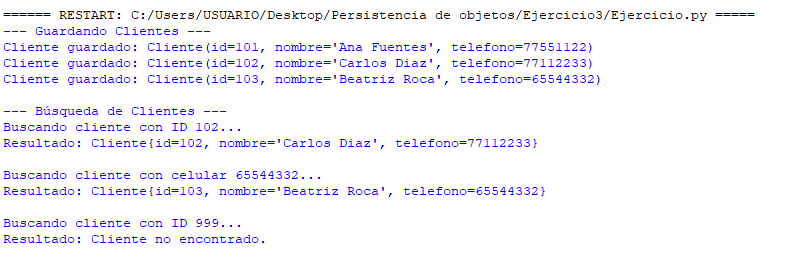 ====== RESTART: C:/Users/USUARIO/Desktop/Persistencia de objetos/Ejercicio3/Ejercicio.py =====
--- Guardando Clientes ---
Cliente guardado: Cliente(id=101, nombre='Ana Fuentes', telefono=77551122)
Cliente guardado: Cliente(id=102, nombre='Carlos Diaz', telefono=77112233)
Cliente guardado: Cliente(id=103, nombre='Beatriz Roca', telefono=65544332)

--- Búsqueda de Clientes ---
Buscando cliente con ID 102...
Resultado: Cliente{id=102, nombre='Carlos Diaz', telefono=77112233}

Buscando cliente con celular 65544332...
Resultado: Cliente{id=103, nombre='Beatriz Roca', telefono=65544332}

Buscando cliente con ID 999...
Resultado: Cliente no encontrado.